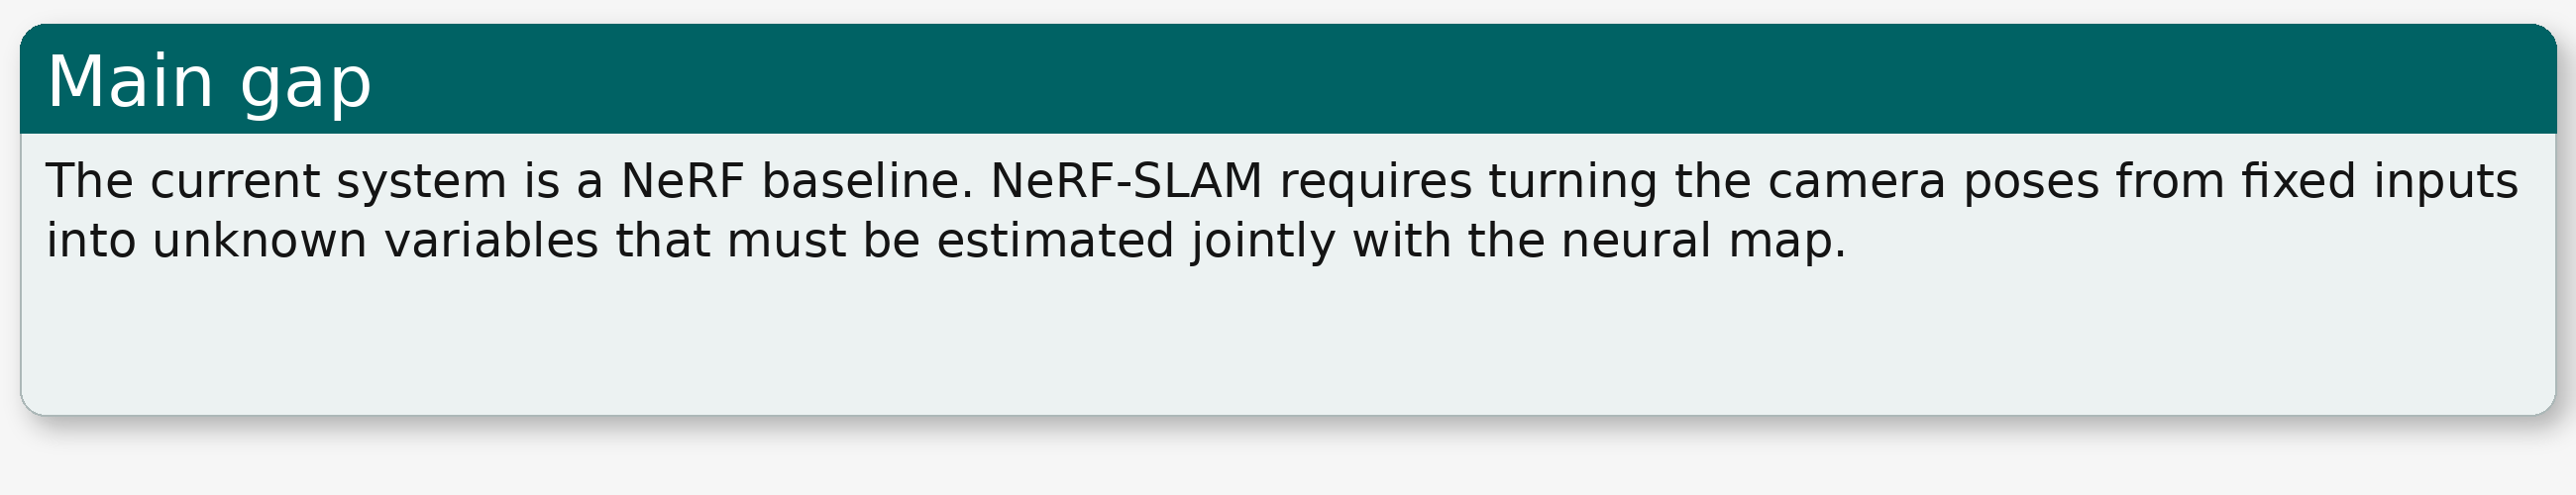 Main gap
The current system is a NeRF baseline. NeRF-SLAM requires turning the camera poses from fixed inputs
into unknown variables that must be estimated jointly with the neural map.